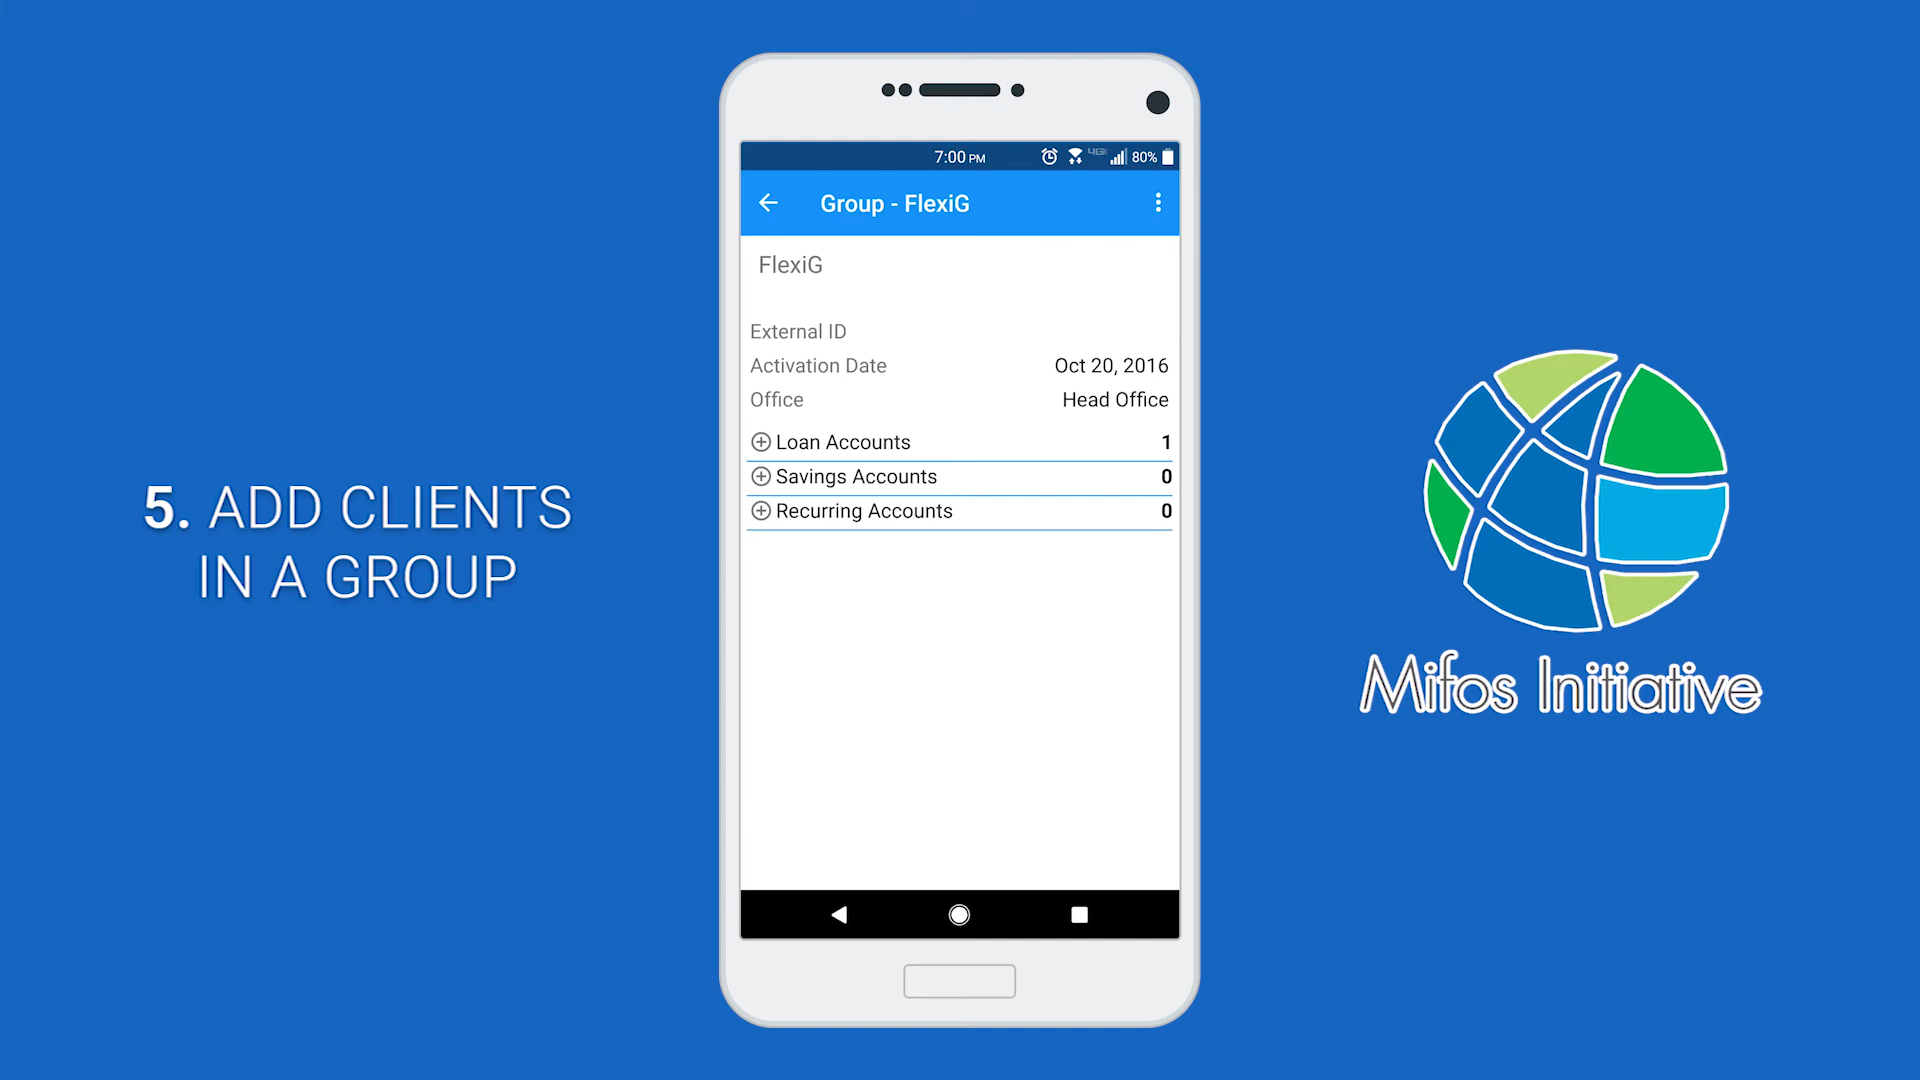 5. ADD CLIENTS
IN A GROUP
7:00 PM
4G
80%
Group - FlexiG
FlexiG
External ID
Activation Date Oct 20, 2016
Office Head Office
Loan Accounts 1
Savings Accounts 0
Recurring Accounts 0
Mifos Initiative